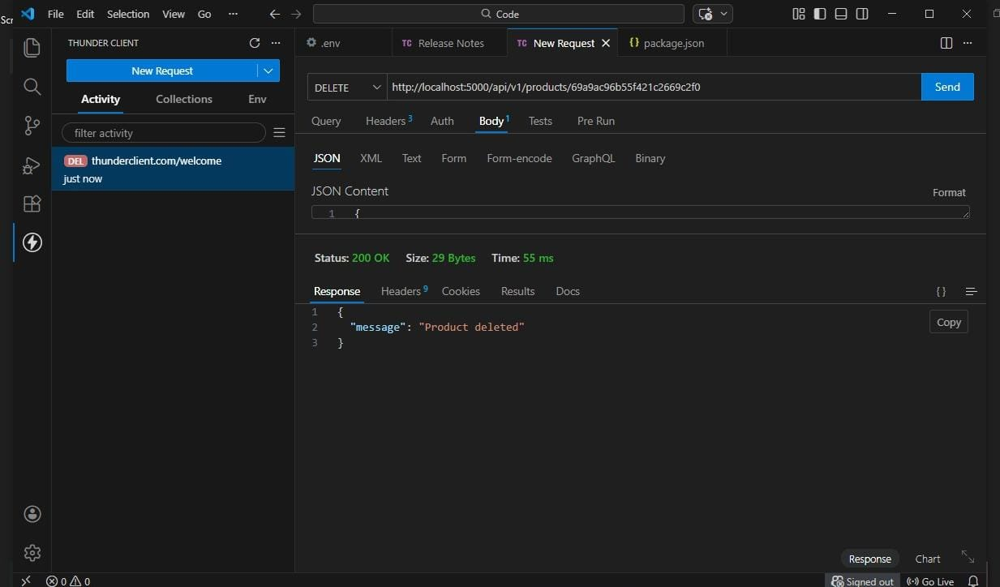 Scr
File Edit Selection View Go ··· Code
THUNDER CLIENT ···
New Request
Activity Collections Env
filter activity
DEL thunderclient.com/welcome
just now
.env TC Release Notes TC New Request {} package.json ···
DELETE http://localhost:5000/api/v1/products/69a9ac96b55f421c2669c2f0 Send
Query Headers 3 Auth Body 1 Tests Pre Run
JSON XML Text Form Form-encode GraphQL Binary
JSON Content Format
1 {
Status: 200 OK Size: 29 Bytes Time: 55 ms
Response Headers 9 Cookies Results Docs { }
1 {
2 "message": "Product deleted"
3 }
Copy
Response Chart
0 0 Signed out Go Live